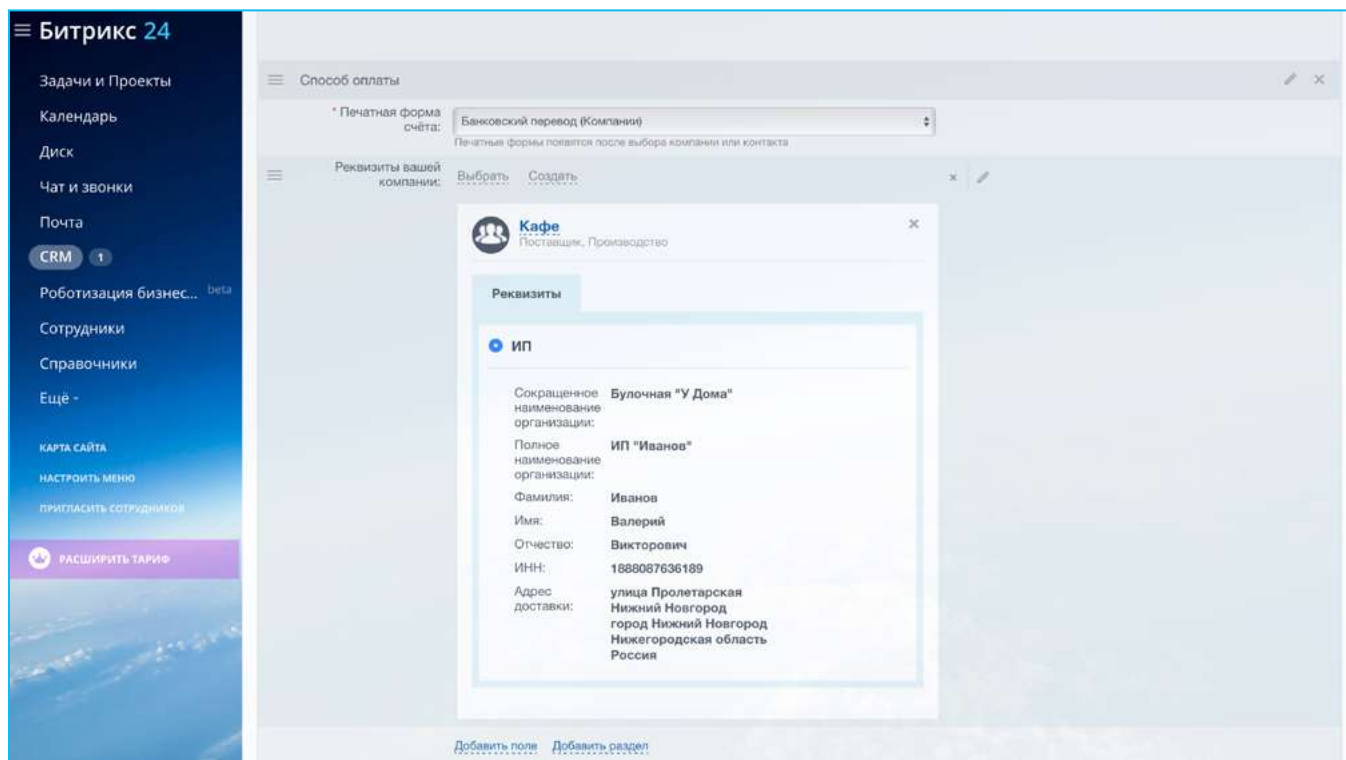 Битрикс 24
Задачи и Проекты
Календарь
Диск
Чат и звонки
Почта
CRM 1
Роботизация бизнес... beta
Сотрудники
Справочники
Ещё -
КАРТА САЙТА
НАСТРОИТЬ МЕНЮ
ПРИГЛАСИТЬ СОТРУДНИКОВ
РАСШИРИТЬ ТАРИФ
Способ оплаты
* Печатная форма
счёта:
Банковский перевод (Компании)
Печатные формы появятся после выбора компании или контакта
Реквизиты вашей
компании:
Выбрать Создать
Кафе
Поставщик, Производство
Реквизиты
ИП
Сокращенное
наименование
организации:
Булочная "У Дома"
Полное
наименование
организации:
ИП "Иванов"
Фамилия: Иванов
Имя: Валерий
Отчество: Викторович
ИНН: 1888087636189
Адрес
доставки:
улица Пролетарская
Нижний Новгород
город Нижний Новгород
Нижегородская область
Россия
Добавить поле Добавить раздел